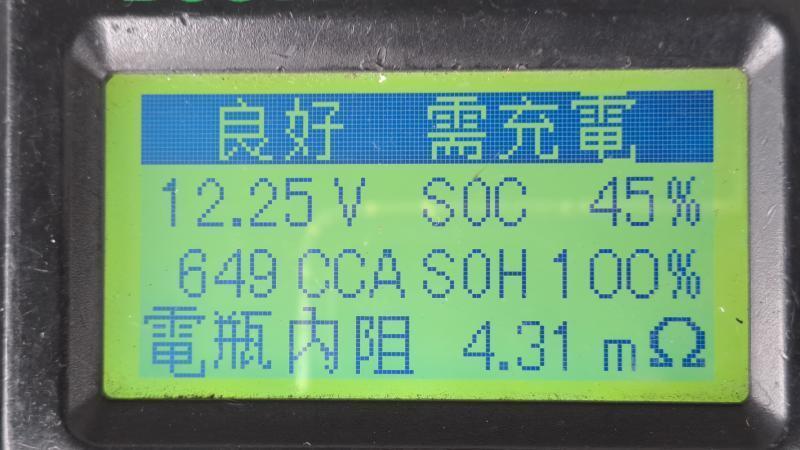 良好 需充電
12.25 V SOC 45%
649 CCA SOH 100%
電瓶內阻 4.31 mΩ